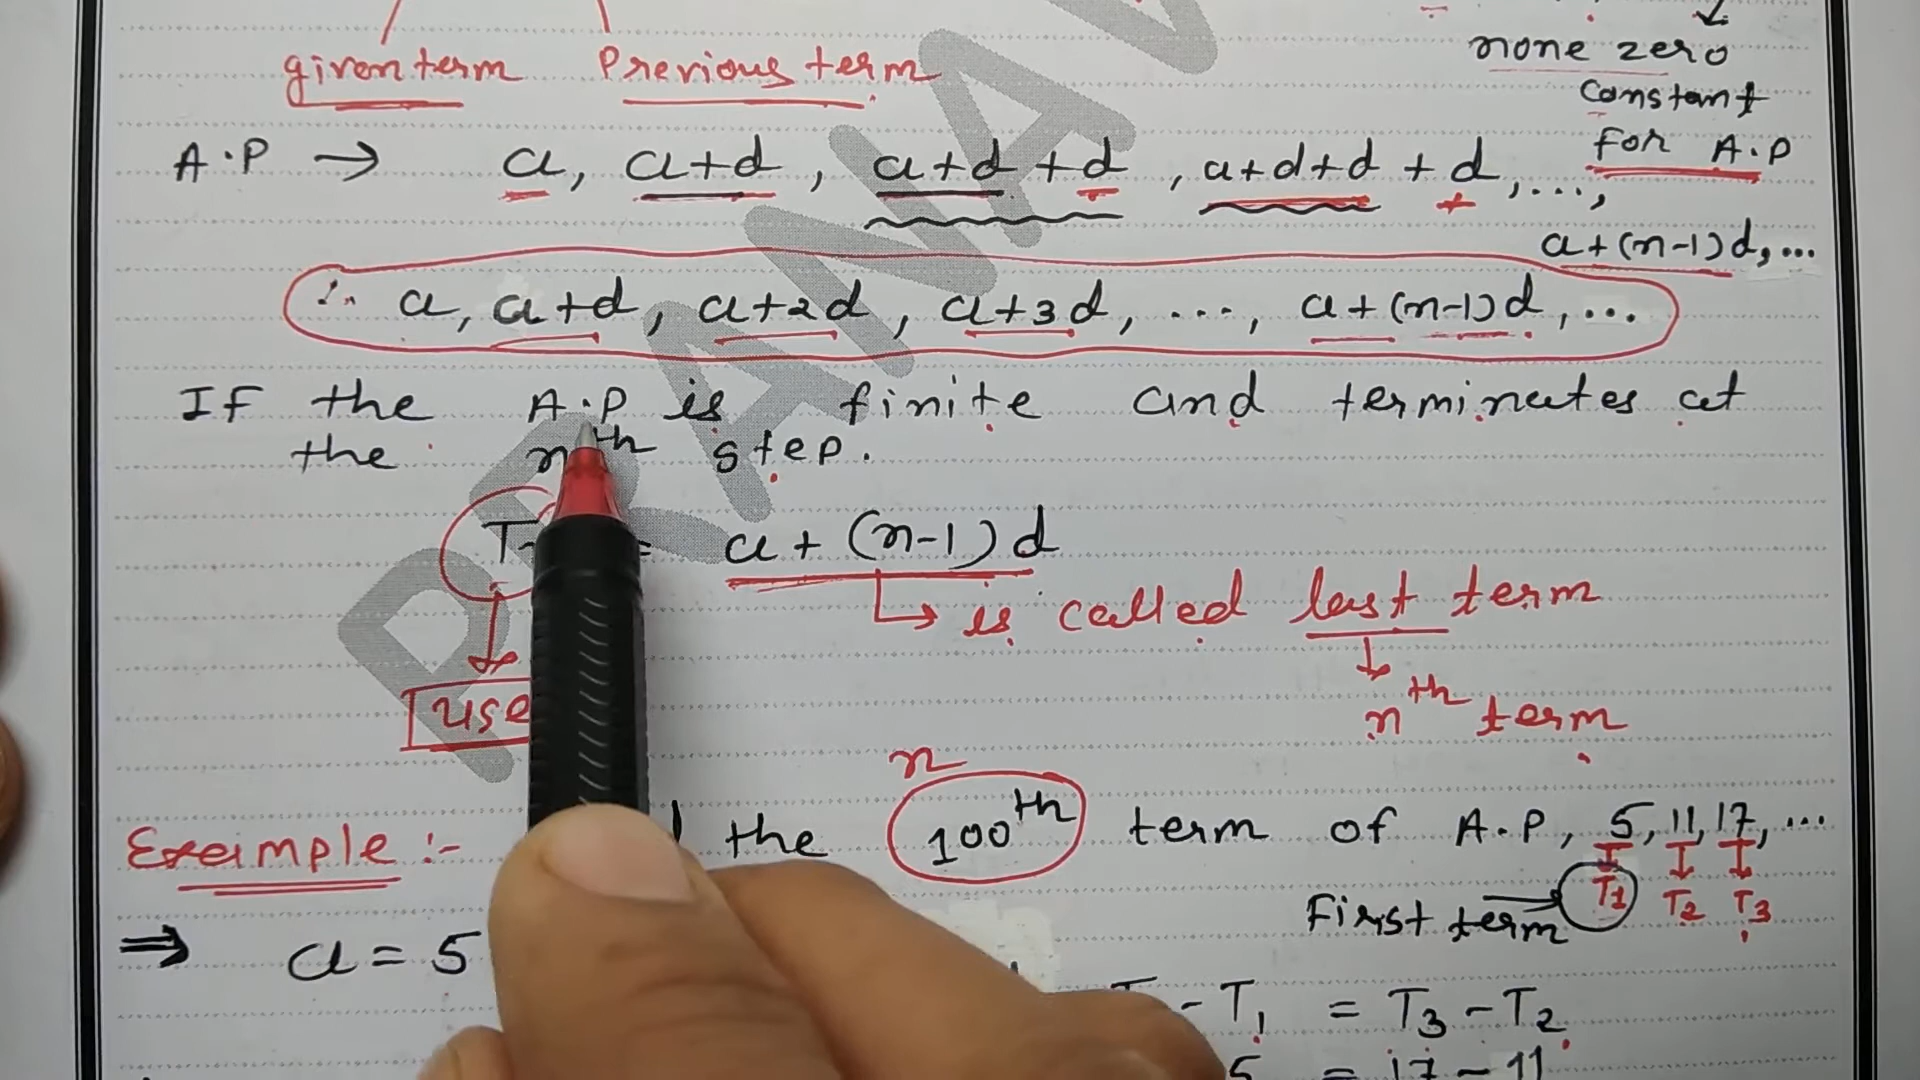 given term Previous term
none zero
constant
for A.P
A.P → a, a+d, a+d+d, a+d+d+d, ...,
a+(n-1)d, ...
∴ a, a+d, a+2d, a+3d, ..., a+(n-1)d, ...
IF the A.P is finite and terminates at
the nth step.
= a+(n-1)d
↳ is called last term
use
nth term
n
Example :- the 100th term of A.P, 5, 11, 17, ...
First term → T1 T2 T3
⇒ a = 5
- T1 = T3 - T2
5 = 17 - 11
PRANAV